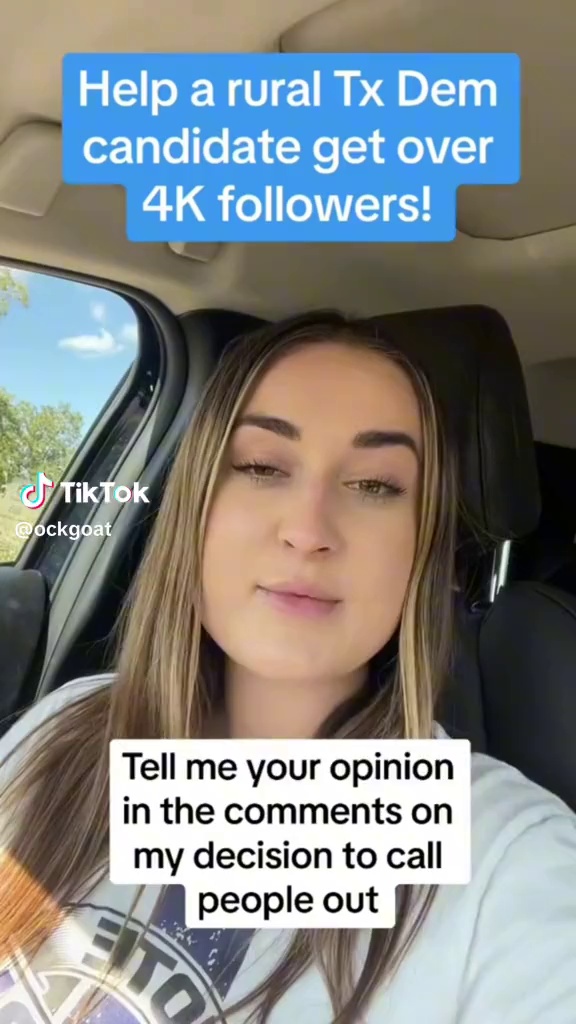 Help a rural Tx Dem
candidate get over
4K followers!
TikTok
@ockgoat
Tell me your opinion
in the comments on
my decision to call
people out